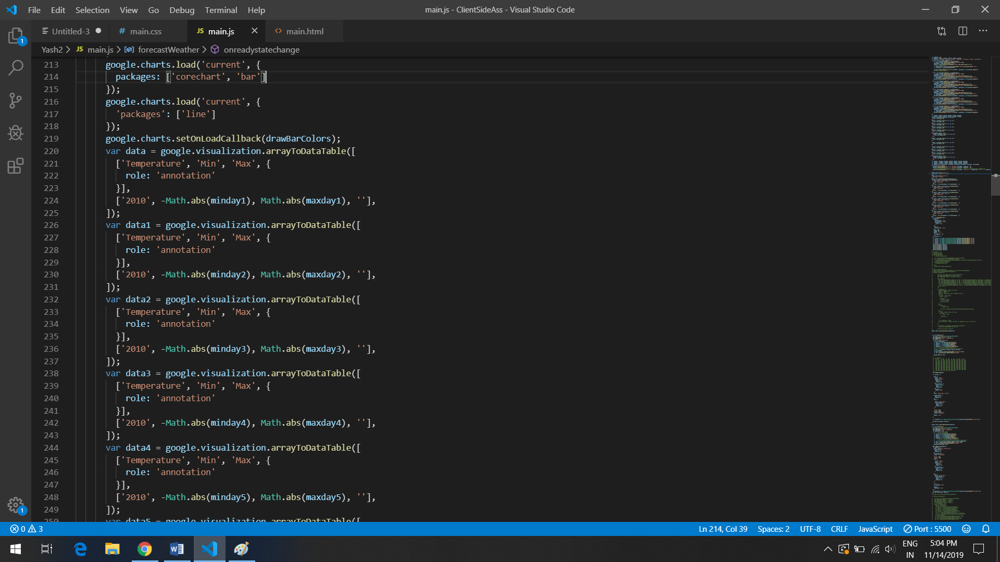 File Edit Selection View Go Debug Terminal Help
main.js - ClientSideAss - Visual Studio Code
1
Untitled-3
# main.css
JS main.js
<> main.html
Yash2 > JS main.js > forecastWeather > onreadystatechange
213 google.charts.load('current', {
214 packages: ['corechart', 'bar']
215 });
216 google.charts.load('current', {
217 'packages': ['line']
218 });
219 google.charts.setOnLoadCallback(drawBarColors);
220 var data = google.visualization.arrayToDataTable([
221 ['Temperature', 'Min', 'Max', {
222 role: 'annotation'
223 }],
224 ['2010', -Math.abs(minday1), Math.abs(maxday1), ''],
225 ]);
226 var data1 = google.visualization.arrayToDataTable([
227 ['Temperature', 'Min', 'Max', {
228 role: 'annotation'
229 }],
230 ['2010', -Math.abs(minday2), Math.abs(maxday2), ''],
231 ]);
232 var data2 = google.visualization.arrayToDataTable([
233 ['Temperature', 'Min', 'Max', {
234 role: 'annotation'
235 }],
236 ['2010', -Math.abs(minday3), Math.abs(maxday3), ''],
237 ]);
238 var data3 = google.visualization.arrayToDataTable([
239 ['Temperature', 'Min', 'Max', {
240 role: 'annotation'
241 }],
242 ['2010', -Math.abs(minday4), Math.abs(maxday4), ''],
243 ]);
244 var data4 = google.visualization.arrayToDataTable([
245 ['Temperature', 'Min', 'Max', {
246 role: 'annotation'
247 }],
248 ['2010', -Math.abs(minday5), Math.abs(maxday5), ''],
249 ]);
250 var data5 = google.visualization.arrayToDataTable([
1
0 3
Ln 214, Col 39 Spaces: 2 UTF-8 CRLF JavaScript Port : 5500
ENG
IN
5:04 PM
11/14/2019